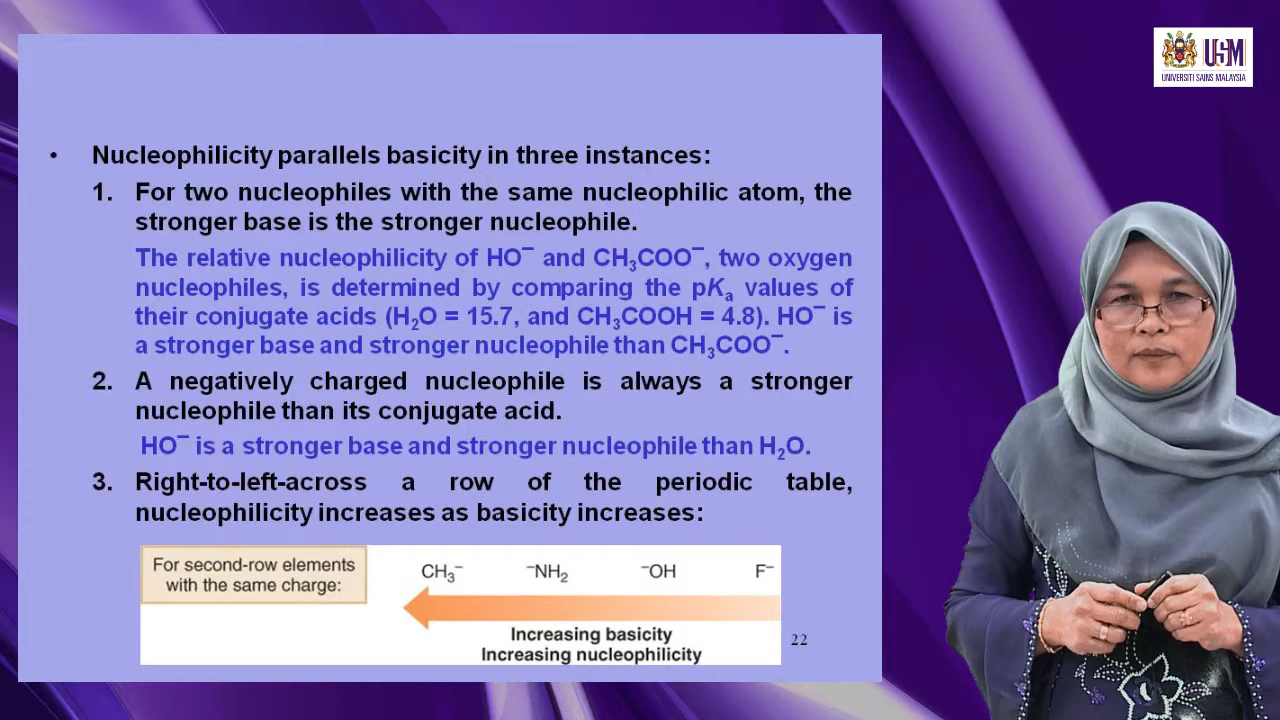 USM
UNIVERSITI SAINS MALAYSIA
• Nucleophilicity parallels basicity in three instances:
1. For two nucleophiles with the same nucleophilic atom, the
stronger base is the stronger nucleophile.
The relative nucleophilicity of HO⁻ and CH₃COO⁻, two oxygen
nucleophiles, is determined by comparing the pKₐ values of
their conjugate acids (H₂O = 15.7, and CH₃COOH = 4.8). HO⁻ is
a stronger base and stronger nucleophile than CH₃COO⁻.
2. A negatively charged nucleophile is always a stronger
nucleophile than its conjugate acid.
HO⁻ is a stronger base and stronger nucleophile than H₂O.
3. Right-to-left-across a row of the periodic table,
nucleophilicity increases as basicity increases:
For second-row elements
with the same charge:
CH₃⁻ ⁻NH₂ ⁻OH F⁻
Increasing basicity
Increasing nucleophilicity
22